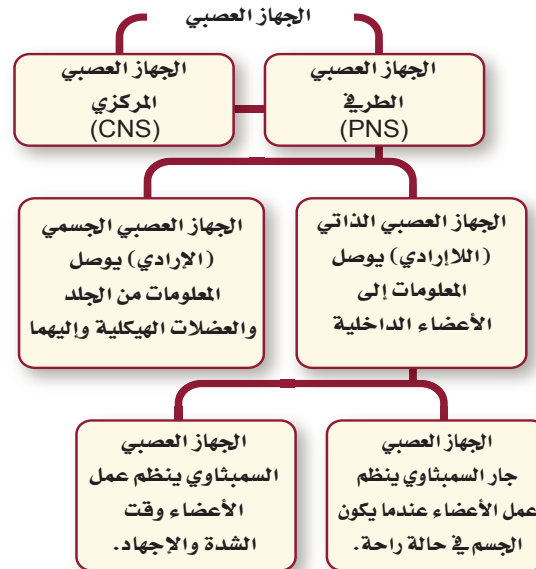 الجهاز العصبي
الجهاز العصبي
الطرفي
(PNS)
الجهاز العصبي
المركزي
(CNS)
الجهاز العصبي الذاتي
(اللاإرادي) يوصل
المعلومات إلى
الأعضاء الداخلية
الجهاز العصبي الجسمي
(الإرادي) يوصل
المعلومات من الجلد
والعضلات الهيكلية وإليهما
الجهاز العصبي
جار السمبثاوي ينظم
عمل الأعضاء عندما يكون
الجسم في حالة راحة.
الجهاز العصبي
السمبثاوي ينظم عمل
الأعضاء وقت
الشدة والإجهاد.